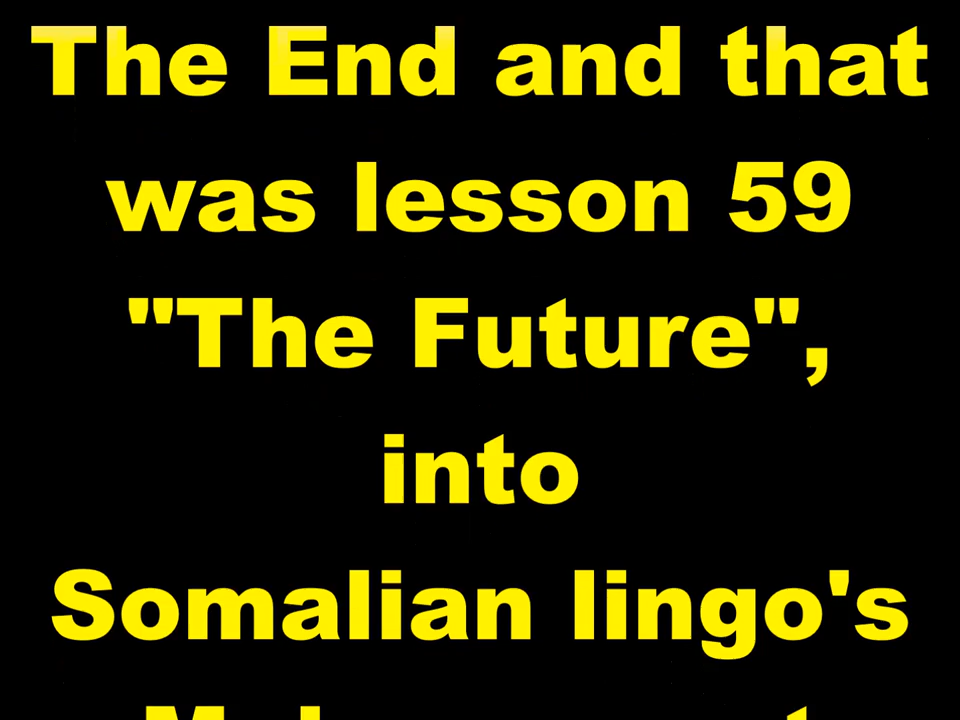 The End and that
was lesson 59
"The Future",
into
Somalian lingo's